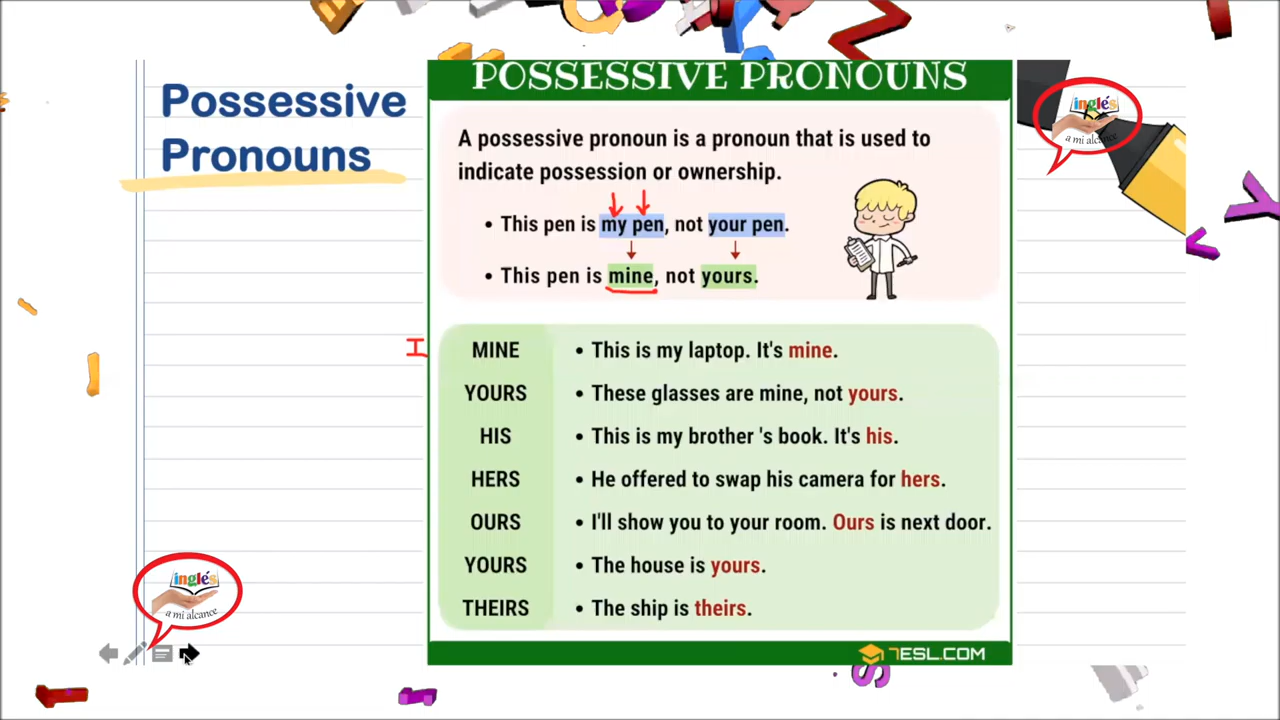 Possessive
Pronouns
POSSESSIVE PRONOUNS
A possessive pronoun is a pronoun that is used to
indicate possession or ownership.
• This pen is my pen, not your pen.
• This pen is mine, not yours.
I
MINE • This is my laptop. It's mine.
YOURS • These glasses are mine, not yours.
HIS • This is my brother 's book. It's his.
HERS • He offered to swap his camera for hers.
OURS • I'll show you to your room. Ours is next door.
YOURS • The house is yours.
THEIRS • The ship is theirs.
7ESL.COM
inglés
a mi alcance
inglés
a mi alcance